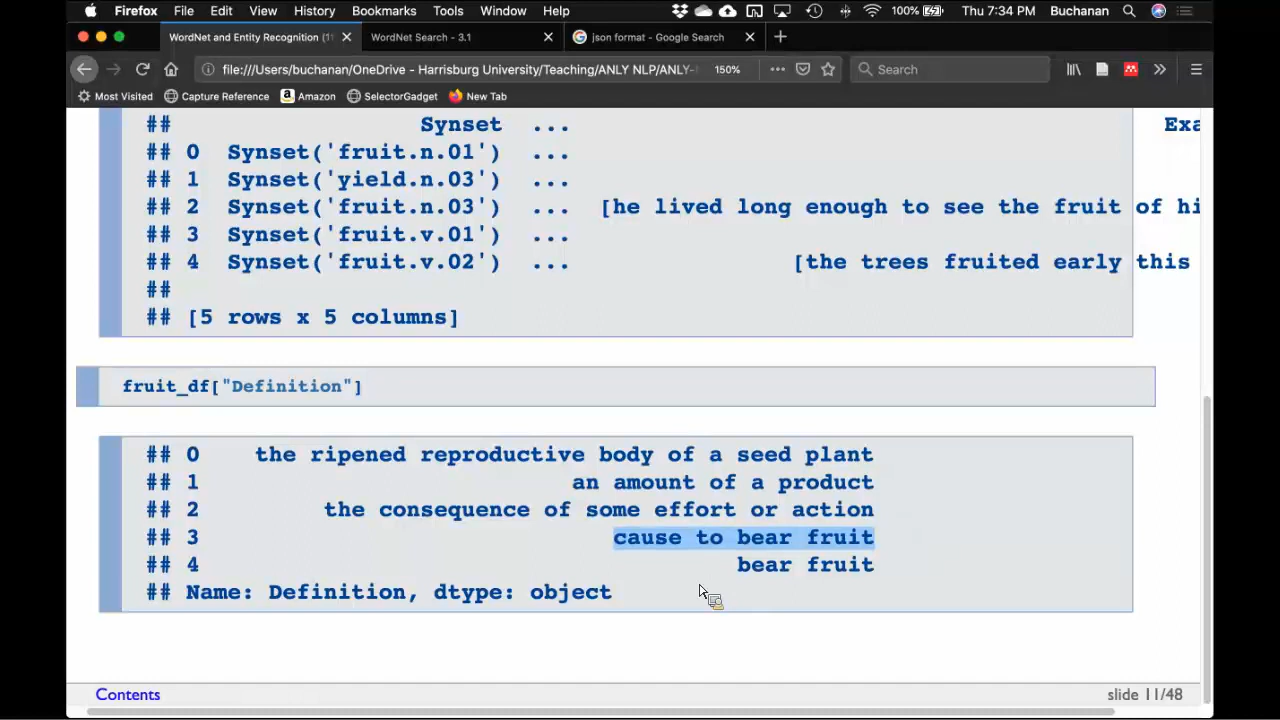 Firefox File Edit View History Bookmarks Tools Window Help 100% Thu 7:34 PM Buchanan
WordNet and Entity Recognition (1 WordNet Search - 3.1 json format - Google Search
file:///Users/buchanan/OneDrive - Harrisburg University/Teaching/ANLY NLP/ANLY- 150% Search
Most Visited Capture Reference Amazon SelectorGadget New Tab
## Synset ... Exa
## 0 Synset('fruit.n.01') ...
## 1 Synset('yield.n.03') ...
## 2 Synset('fruit.n.03') ... [he lived long enough to see the fruit of hi
## 3 Synset('fruit.v.01') ...
## 4 Synset('fruit.v.02') ... [the trees fruited early this
##
## [5 rows x 5 columns]
fruit_df["Definition"]
## 0 the ripened reproductive body of a seed plant
## 1 an amount of a product
## 2 the consequence of some effort or action
## 3 cause to bear fruit
## 4 bear fruit
## Name: Definition, dtype: object
Contents slide 11/48